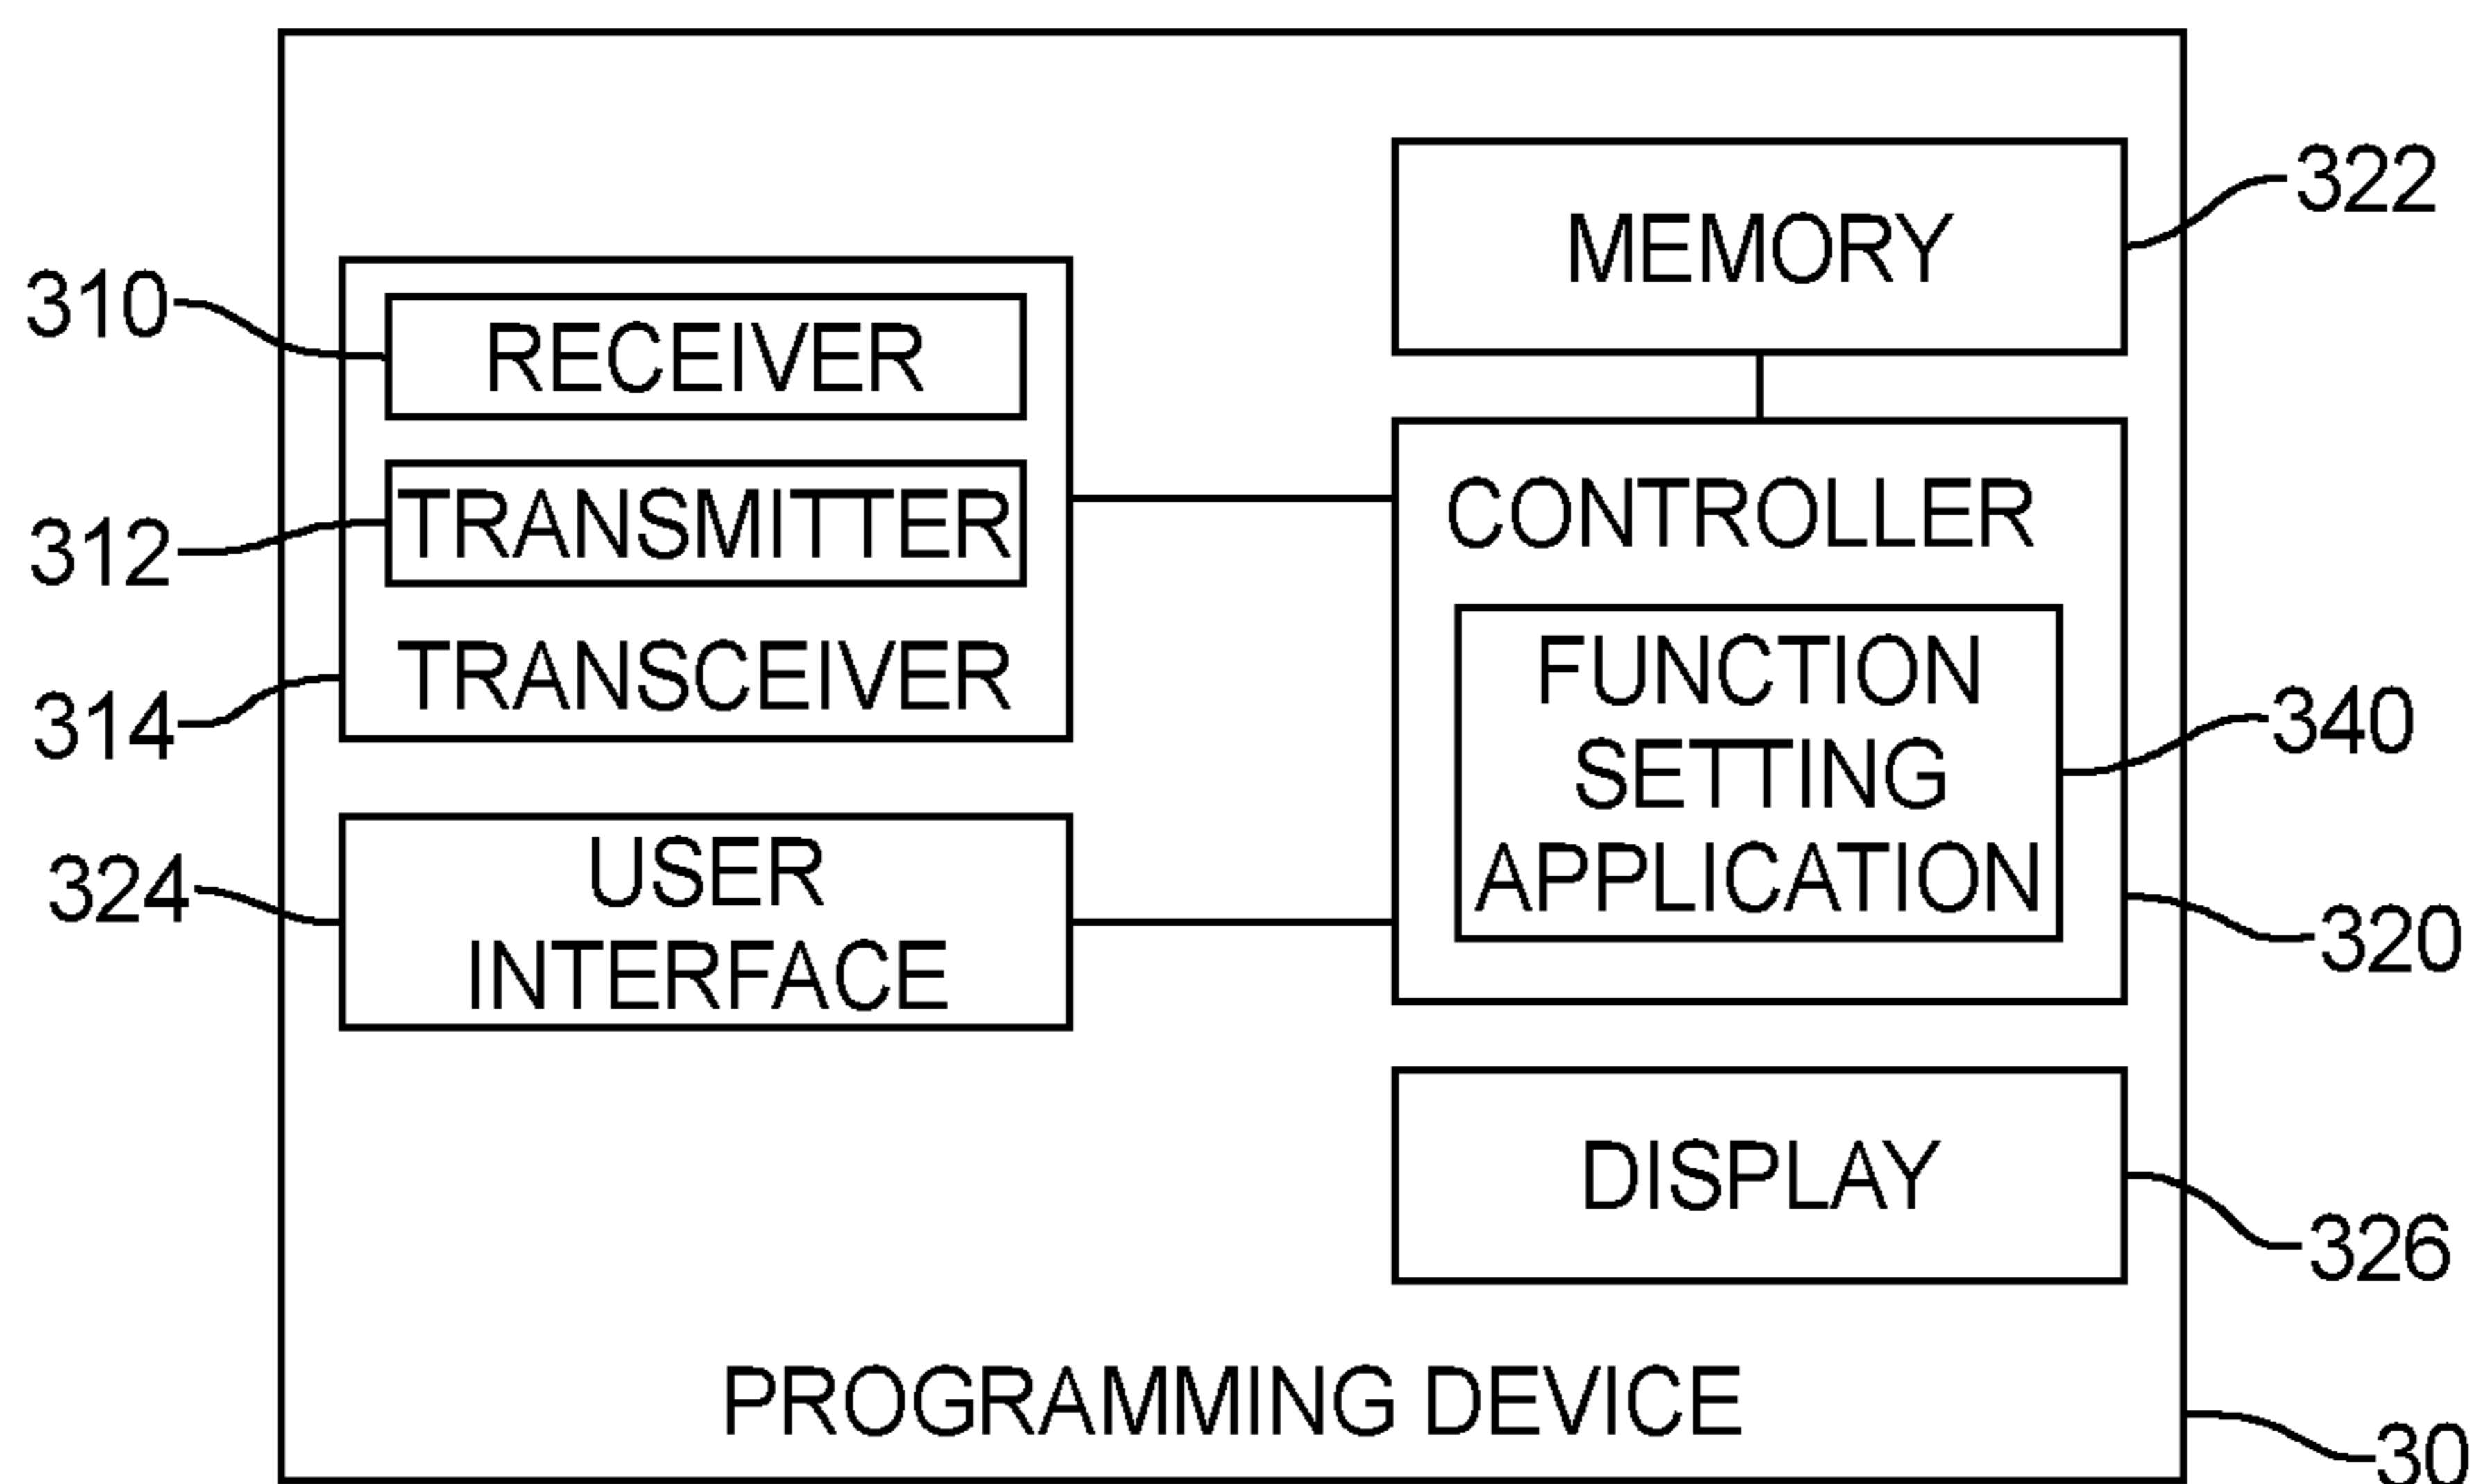 322
MEMORY
310
RECEIVER
312
TRANSMITTER
CONTROLLER
314
TRANSCEIVER
FUNCTION
SETTING
APPLICATION
340
324
USER
INTERFACE
320
DISPLAY
326
PROGRAMMING DEVICE
30